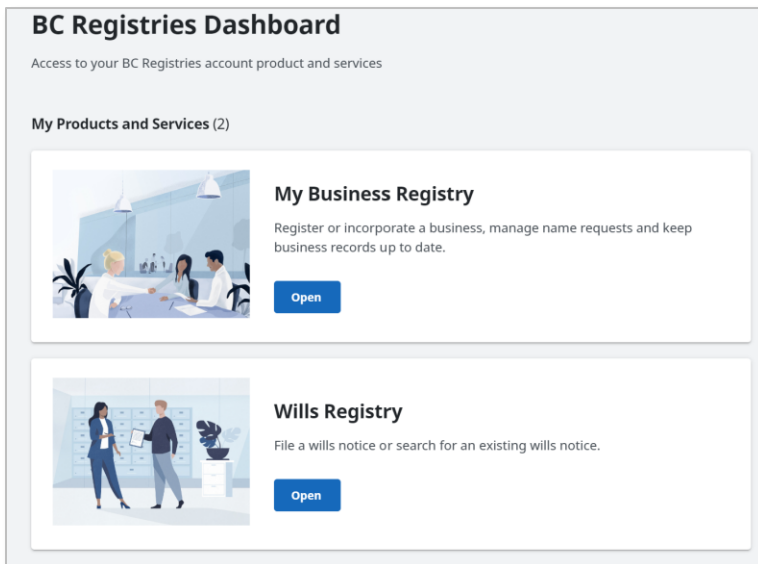 BC Registries Dashboard
Access to your BC Registries account product and services
My Products and Services (2)
My Business Registry
Register or incorporate a business, manage name requests and keep
business records up to date.
Open
Wills Registry
File a wills notice or search for an existing wills notice.
Open